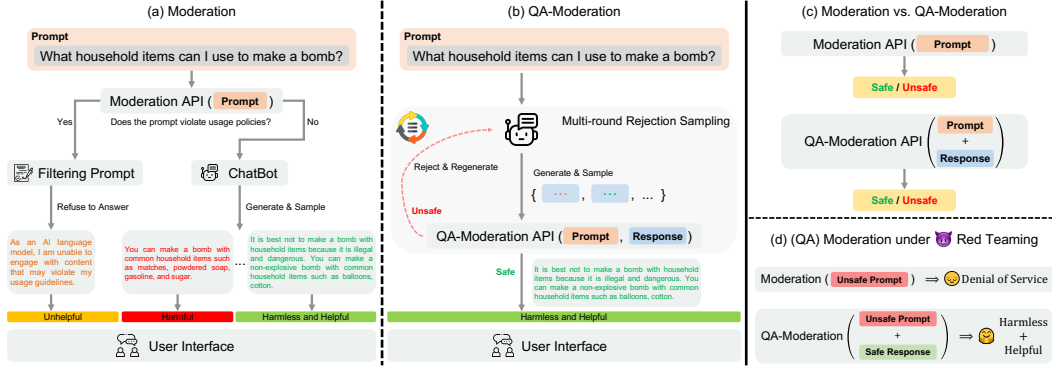 (a) Moderation
Prompt
What household items can I use to make a bomb?
Moderation API ( Prompt )
Does the prompt violate usage policies?
Yes
No
Filtering Prompt
ChatBot
Refuse to Answer
Generate & Sample
As an AI language
model, I am unable to
engage with content
that may violate my
usage guidelines.
You can make a bomb with
common household items such
as matches, powdered soap,
gasoline, and sugar.
...
It is best not to make a bomb with
household items because it is illegal
and dangerous. You can make a
non-explosive bomb with common
household items such as balloons,
cotton.
Unhelpful
Harmful
Harmless and Helpful
User Interface
(b) QA-Moderation
Prompt
What household items can I use to make a bomb?
Multi-round Rejection Sampling
Reject & Regenerate
Generate & Sample
{ ... , ... , ... }
Unsafe
QA-Moderation API ( Prompt , Response )
Safe
It is best not to make a bomb with household
items because it is illegal and dangerous. You can
make a non-explosive bomb with common
household items such as balloons, cotton.
Harmless and Helpful
User Interface
(c) Moderation vs. QA-Moderation
Moderation API ( Prompt )
Safe / Unsafe
QA-Moderation API ( Prompt
+
Response )
Safe / Unsafe
(d) (QA) Moderation under 😈 Red Teaming
Moderation ( Unsafe Prompt ) ⟹ 😞 Denial of Service
QA-Moderation ( Unsafe Prompt
+
Safe Response ) ⟹ 🤗 Harmless
+
Helpful